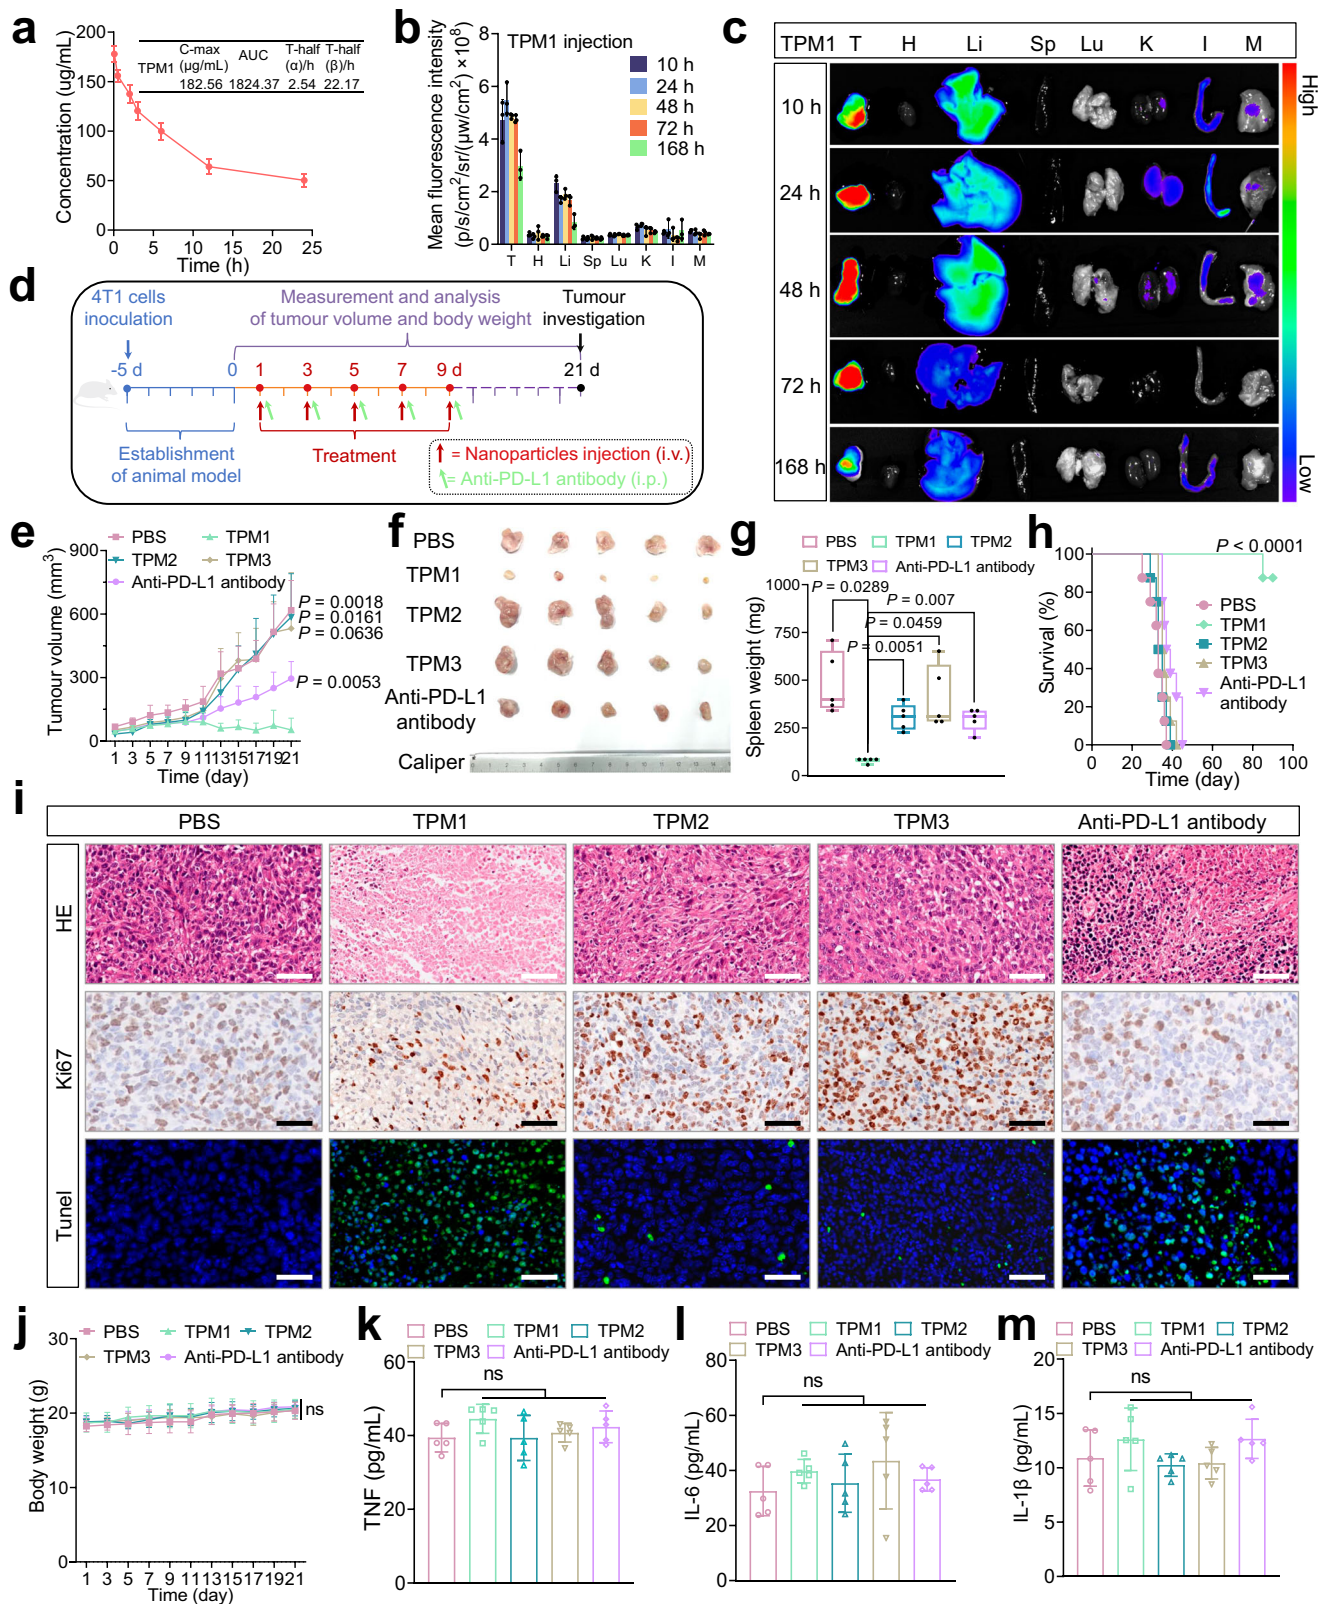 a
Concentration (ug/mL)
200
150
100
50
0
0 5 10 15 20 25
Time (h)
C-max AUC T-half T-half
TPM1 (μg/mL) (α)/h (β)/h
182.56 1824.37 2.54 22.17
b
Mean fluorescence intensity
(p/s/cm²/sr/(μw/cm²) ×10⁸)
TPM1 injection
8
6
4
2
0
10 h
24 h
48 h
72 h
168 h
T H Li Sp Lu K I M
c
TPM1 T H Li Sp Lu K I M
10 h
24 h
48 h
72 h
168 h
High
Low
d
4T1 cells
inoculation
Measurement and analysis
of tumour volume and body weight
Tumour
investigation
-5 d 0 1 3 5 7 9 d 21 d
Establishment
of animal model
Treatment
= Nanoparticles injection (i.v.)
= Anti-PD-L1 antibody (i.p.)
e
PBS TPM1
TPM2 TPM3
Anti-PD-L1 antibody
Tumour volume (mm³)
900
600
300
0
P = 0.0018
P = 0.0161
P = 0.0636
P = 0.0053
1 3 5 7 9 11 13 15 17 19 21
Time (day)
f
PBS
TPM1
TPM2
TPM3
Anti-PD-L1
antibody
Caliper
g
PBS TPM1 TPM2
TPM3 Anti-PD-L1 antibody
Spleen weight (mg)
1000
750
500
250
0
P = 0.0289
P = 0.007
P = 0.0459
P = 0.0051
h
Survival (%)
100
80
60
40
20
0
P < 0.0001
PBS
TPM1
TPM2
TPM3
Anti-PD-L1
antibody
0 20 40 60 80 100
Time (day)
i
PBS TPM1 TPM2 TPM3 Anti-PD-L1 antibody
HE
Ki67
Tunel
j
PBS TPM1 TPM2
TPM3 Anti-PD-L1 antibody
Body weight (g)
30
20
10
0
ns
1 3 5 7 9 11 13 15 17 19 21
Time (day)
k
PBS TPM1 TPM2
TPM3 Anti-PD-L1 antibody
TNF (pg/mL)
60
40
20
0
ns
l
PBS TPM1 TPM2
TPM3 Anti-PD-L1 antibody
IL-6 (pg/mL)
80
60
40
20
0
ns
m
PBS TPM1 TPM2
TPM3 Anti-PD-L1 antibody
IL-1β (pg/mL)
20
15
10
5
0
ns